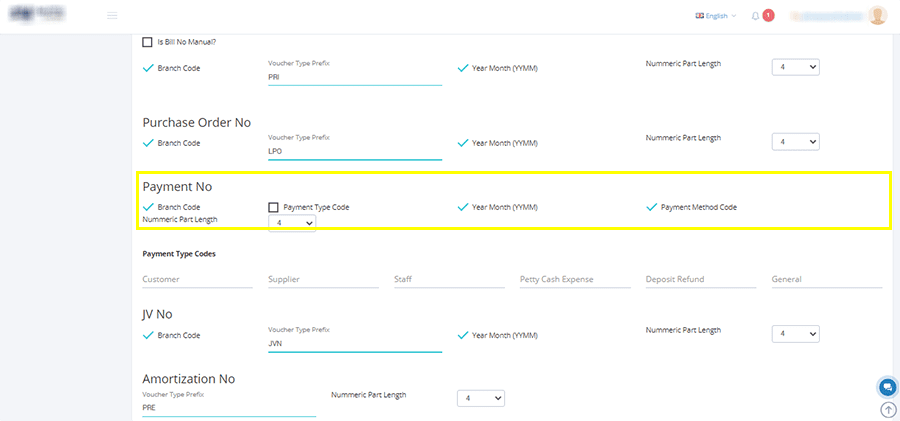 English
1
Is Bill No Manual?
Branch Code
Voucher Type Prefix
PRI
Year Month (YYMM)
Nummeric Part Length
4
Purchase Order No
Branch Code
Voucher Type Prefix
LPO
Year Month (YYMM)
Nummeric Part Length
4
Payment No
Branch Code
Payment Type Code
Year Month (YYMM)
Payment Method Code
Nummeric Part Length
4
Payment Type Codes
Customer
Supplier
Staff
Petty Cash Expense
Deposit Refund
General
JV No
Branch Code
Voucher Type Prefix
JVN
Year Month (YYMM)
Nummeric Part Length
4
Amortization No
Voucher Type Prefix
PRE
Nummeric Part Length
4